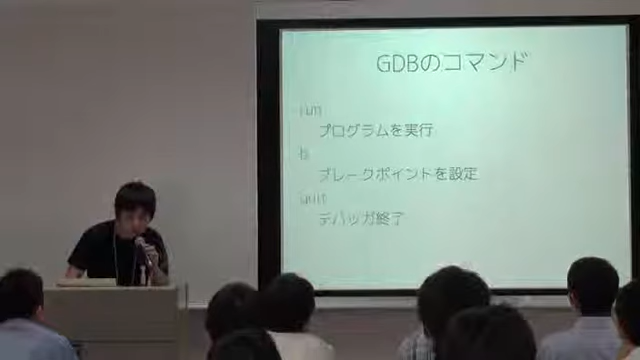 GDBのコマンド
run
プログラムを実行
b
ブレークポイントを設定
quit
デバッガ終了